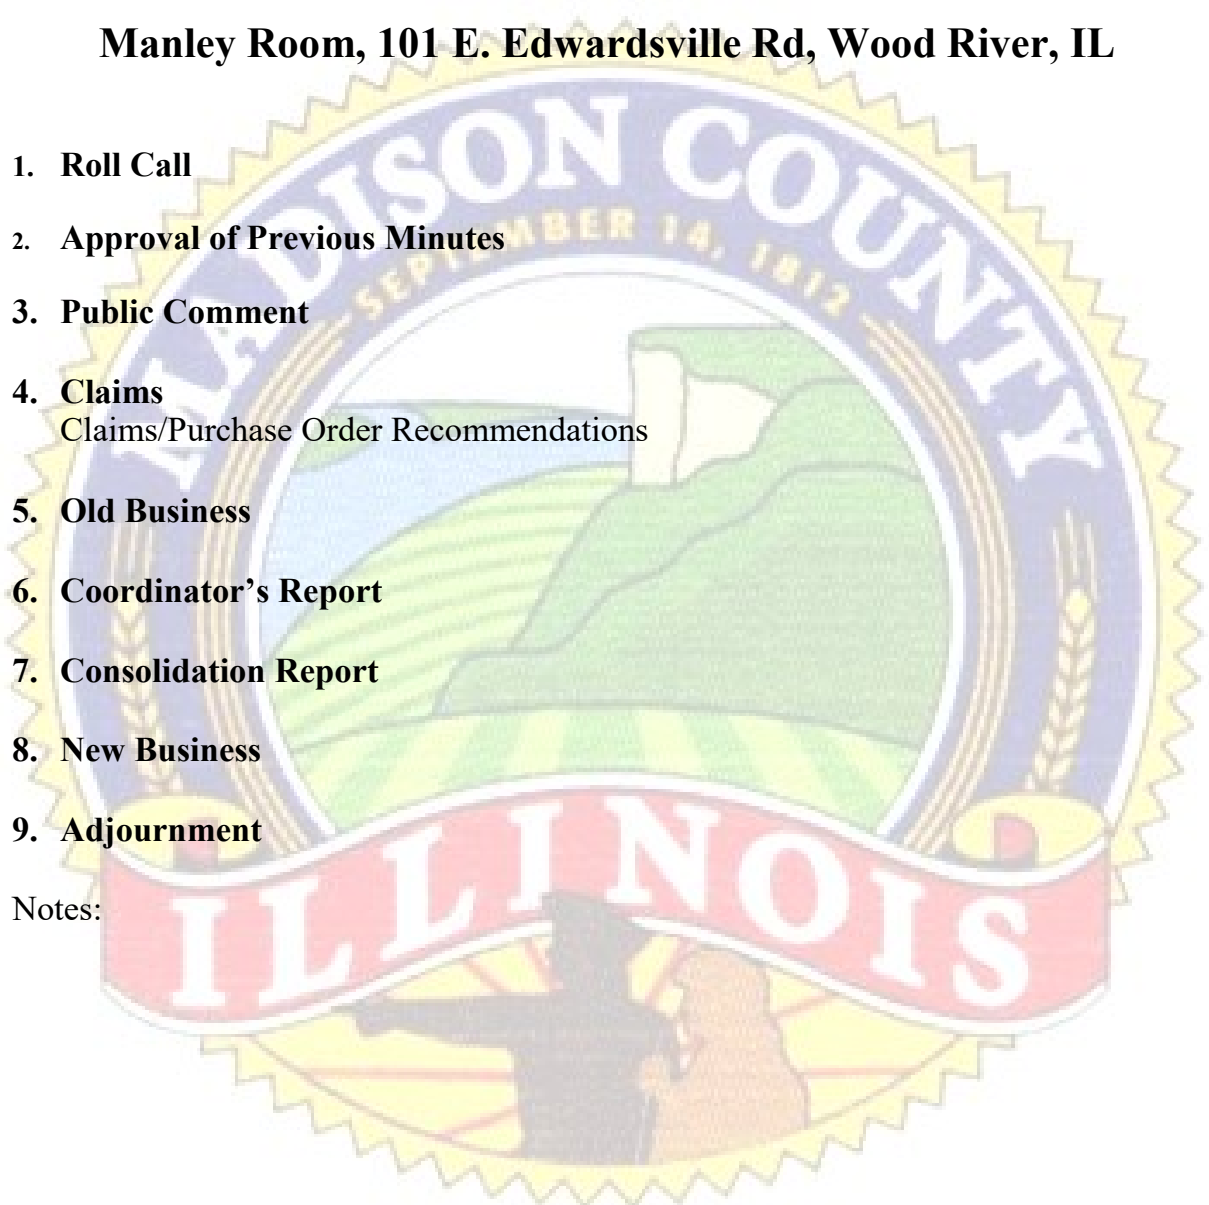 Manley Room, 101 E. Edwardsville Rd, Wood River, IL
1. Roll Call
2. Approval of Previous Minutes
3. Public Comment
4. Claims
Claims/Purchase Order Recommendations
5. Old Business
6. Coordinator’s Report
7. Consolidation Report
8. New Business
9. Adjournment
Notes:
MADISON COUNTY
SEPTEMBER 14, 1812
ILLINOIS